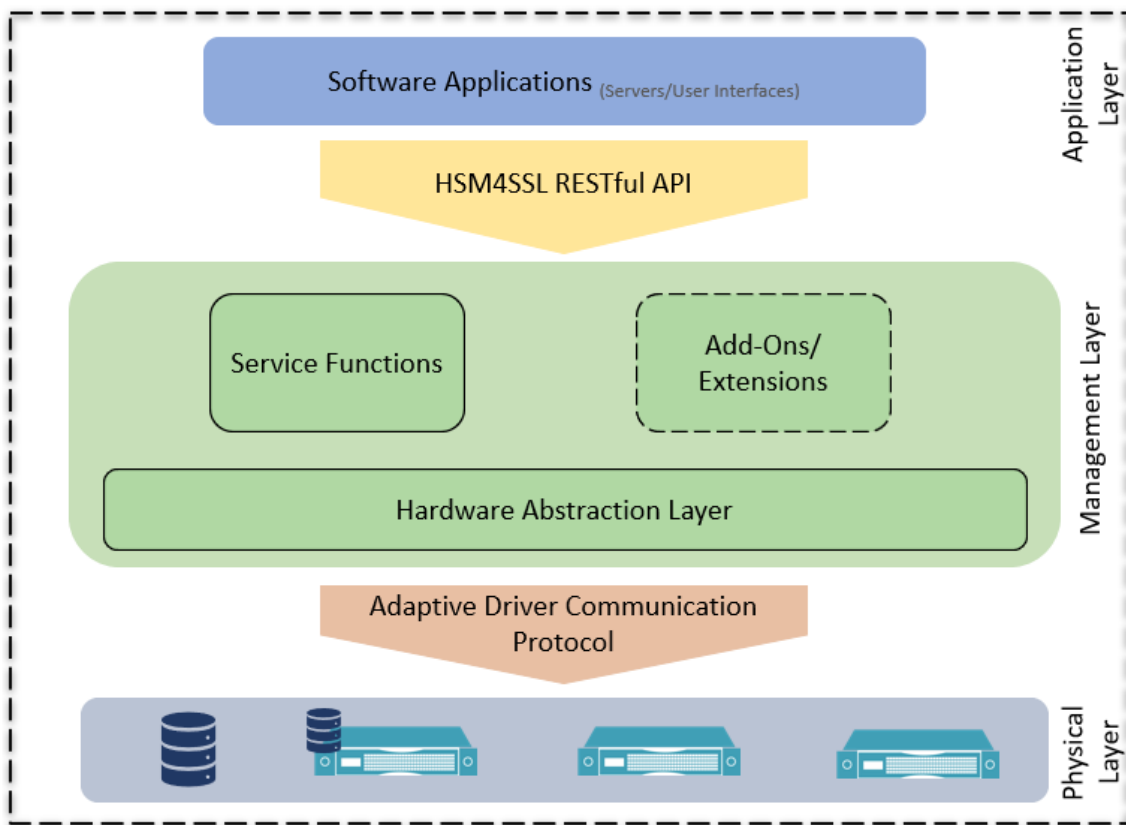 Software Applications (Servers/User Interfaces)
Application
Layer
HSM4SSL RESTful API
Service Functions
Add-Ons/
Extensions
Hardware Abstraction Layer
Management Layer
Adaptive Driver Communication
Protocol
Physical
Layer